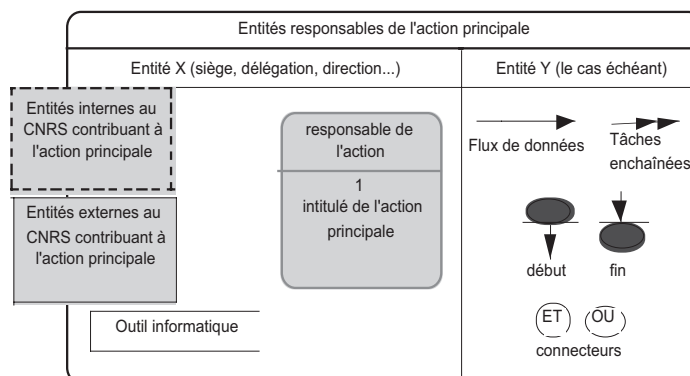 Entités responsables de l'action principale
Entité X (siège, délégation, direction...)
Entité Y (le cas échéant)
Entités internes au
CNRS contribuant à
l'action principale
Entités externes au
CNRS contribuant à
l'action principale
responsable de
l'action
1
intitulé de l'action
principale
Outil informatique
Flux de données
Tâches
enchaînées
début
fin
ET
OU
connecteurs